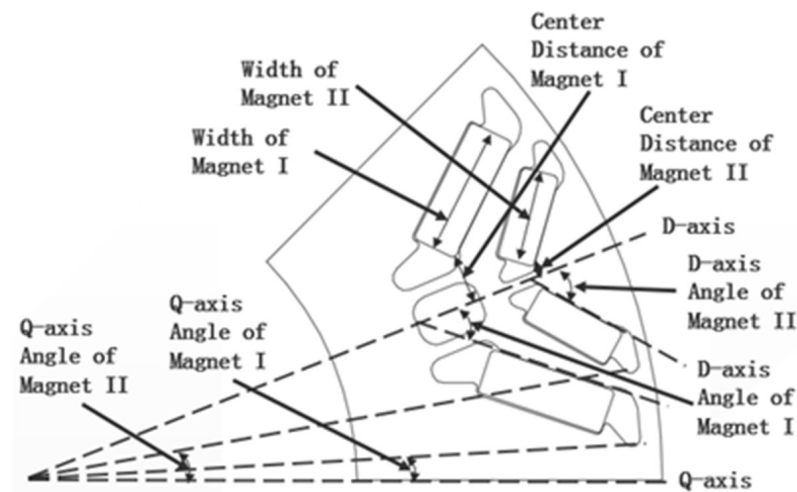 Center
Distance of
Magnet I
Width of
Magnet II
Center
Distance of
Magnet II
Width of
Magnet I
D-axis
D-axis
Angle of
Magnet II
Q-axis
Angle of
Magnet I
Q-axis
Angle of
Magnet II
D-axis
Angle of
Magnet I
Q-axis